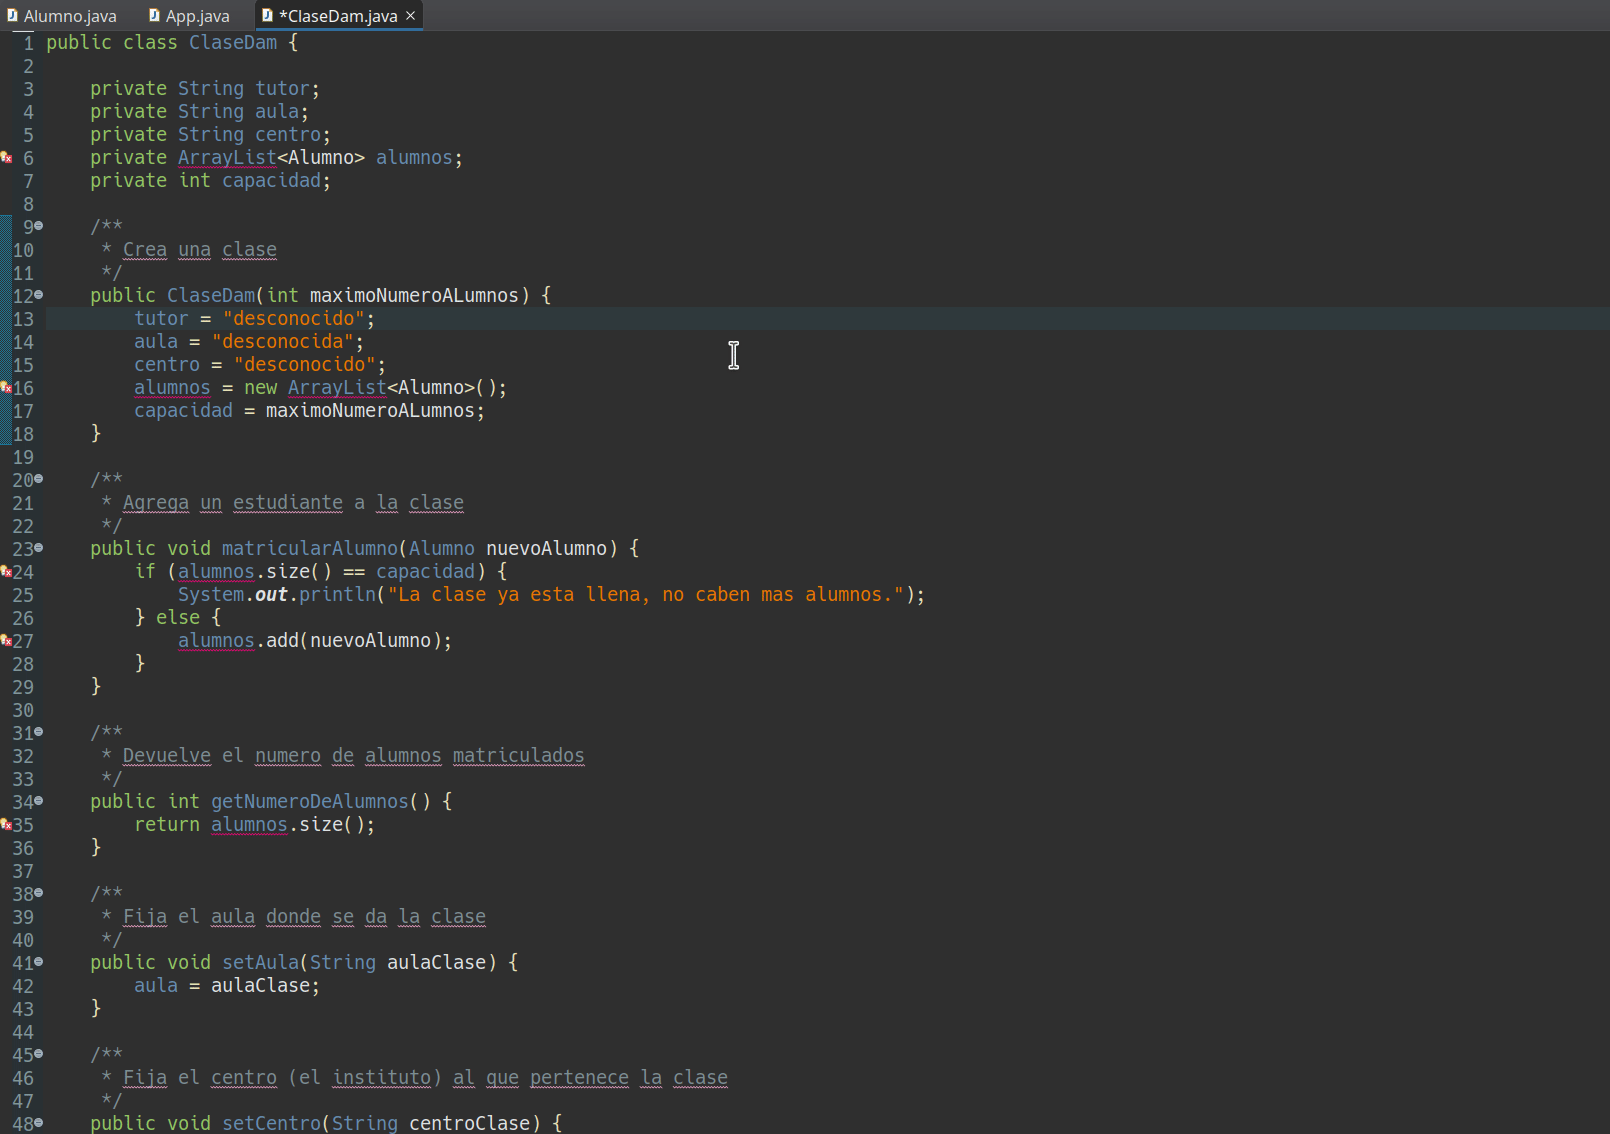 Alumno.java App.java *ClaseDam.java
1 public class ClaseDam {
2
3 private String tutor;
4 private String aula;
5 private String centro;
6 private ArrayList<Alumno> alumnos;
7 private int capacidad;
8
9 /**
10 * Crea una clase
11 */
12 public ClaseDam(int maximoNumeroALumnos) {
13 tutor = "desconocido";
14 aula = "desconocida";
15 centro = "desconocido";
16 alumnos = new ArrayList<Alumno>();
17 capacidad = maximoNumeroALumnos;
18 }
19
20 /**
21 * Agrega un estudiante a la clase
22 */
23 public void matricularAlumno(Alumno nuevoAlumno) {
24 if (alumnos.size() == capacidad) {
25 System.out.println("La clase ya esta llena, no caben mas alumnos.");
26 } else {
27 alumnos.add(nuevoAlumno);
28 }
29 }
30
31 /**
32 * Devuelve el numero de alumnos matriculados
33 */
34 public int getNumeroDeAlumnos() {
35 return alumnos.size();
36 }
37
38 /**
39 * Fija el aula donde se da la clase
40 */
41 public void setAula(String aulaClase) {
42 aula = aulaClase;
43 }
44
45 /**
46 * Fija el centro (el instituto) al que pertenece la clase
47 */
48 public void setCentro(String centroClase) {